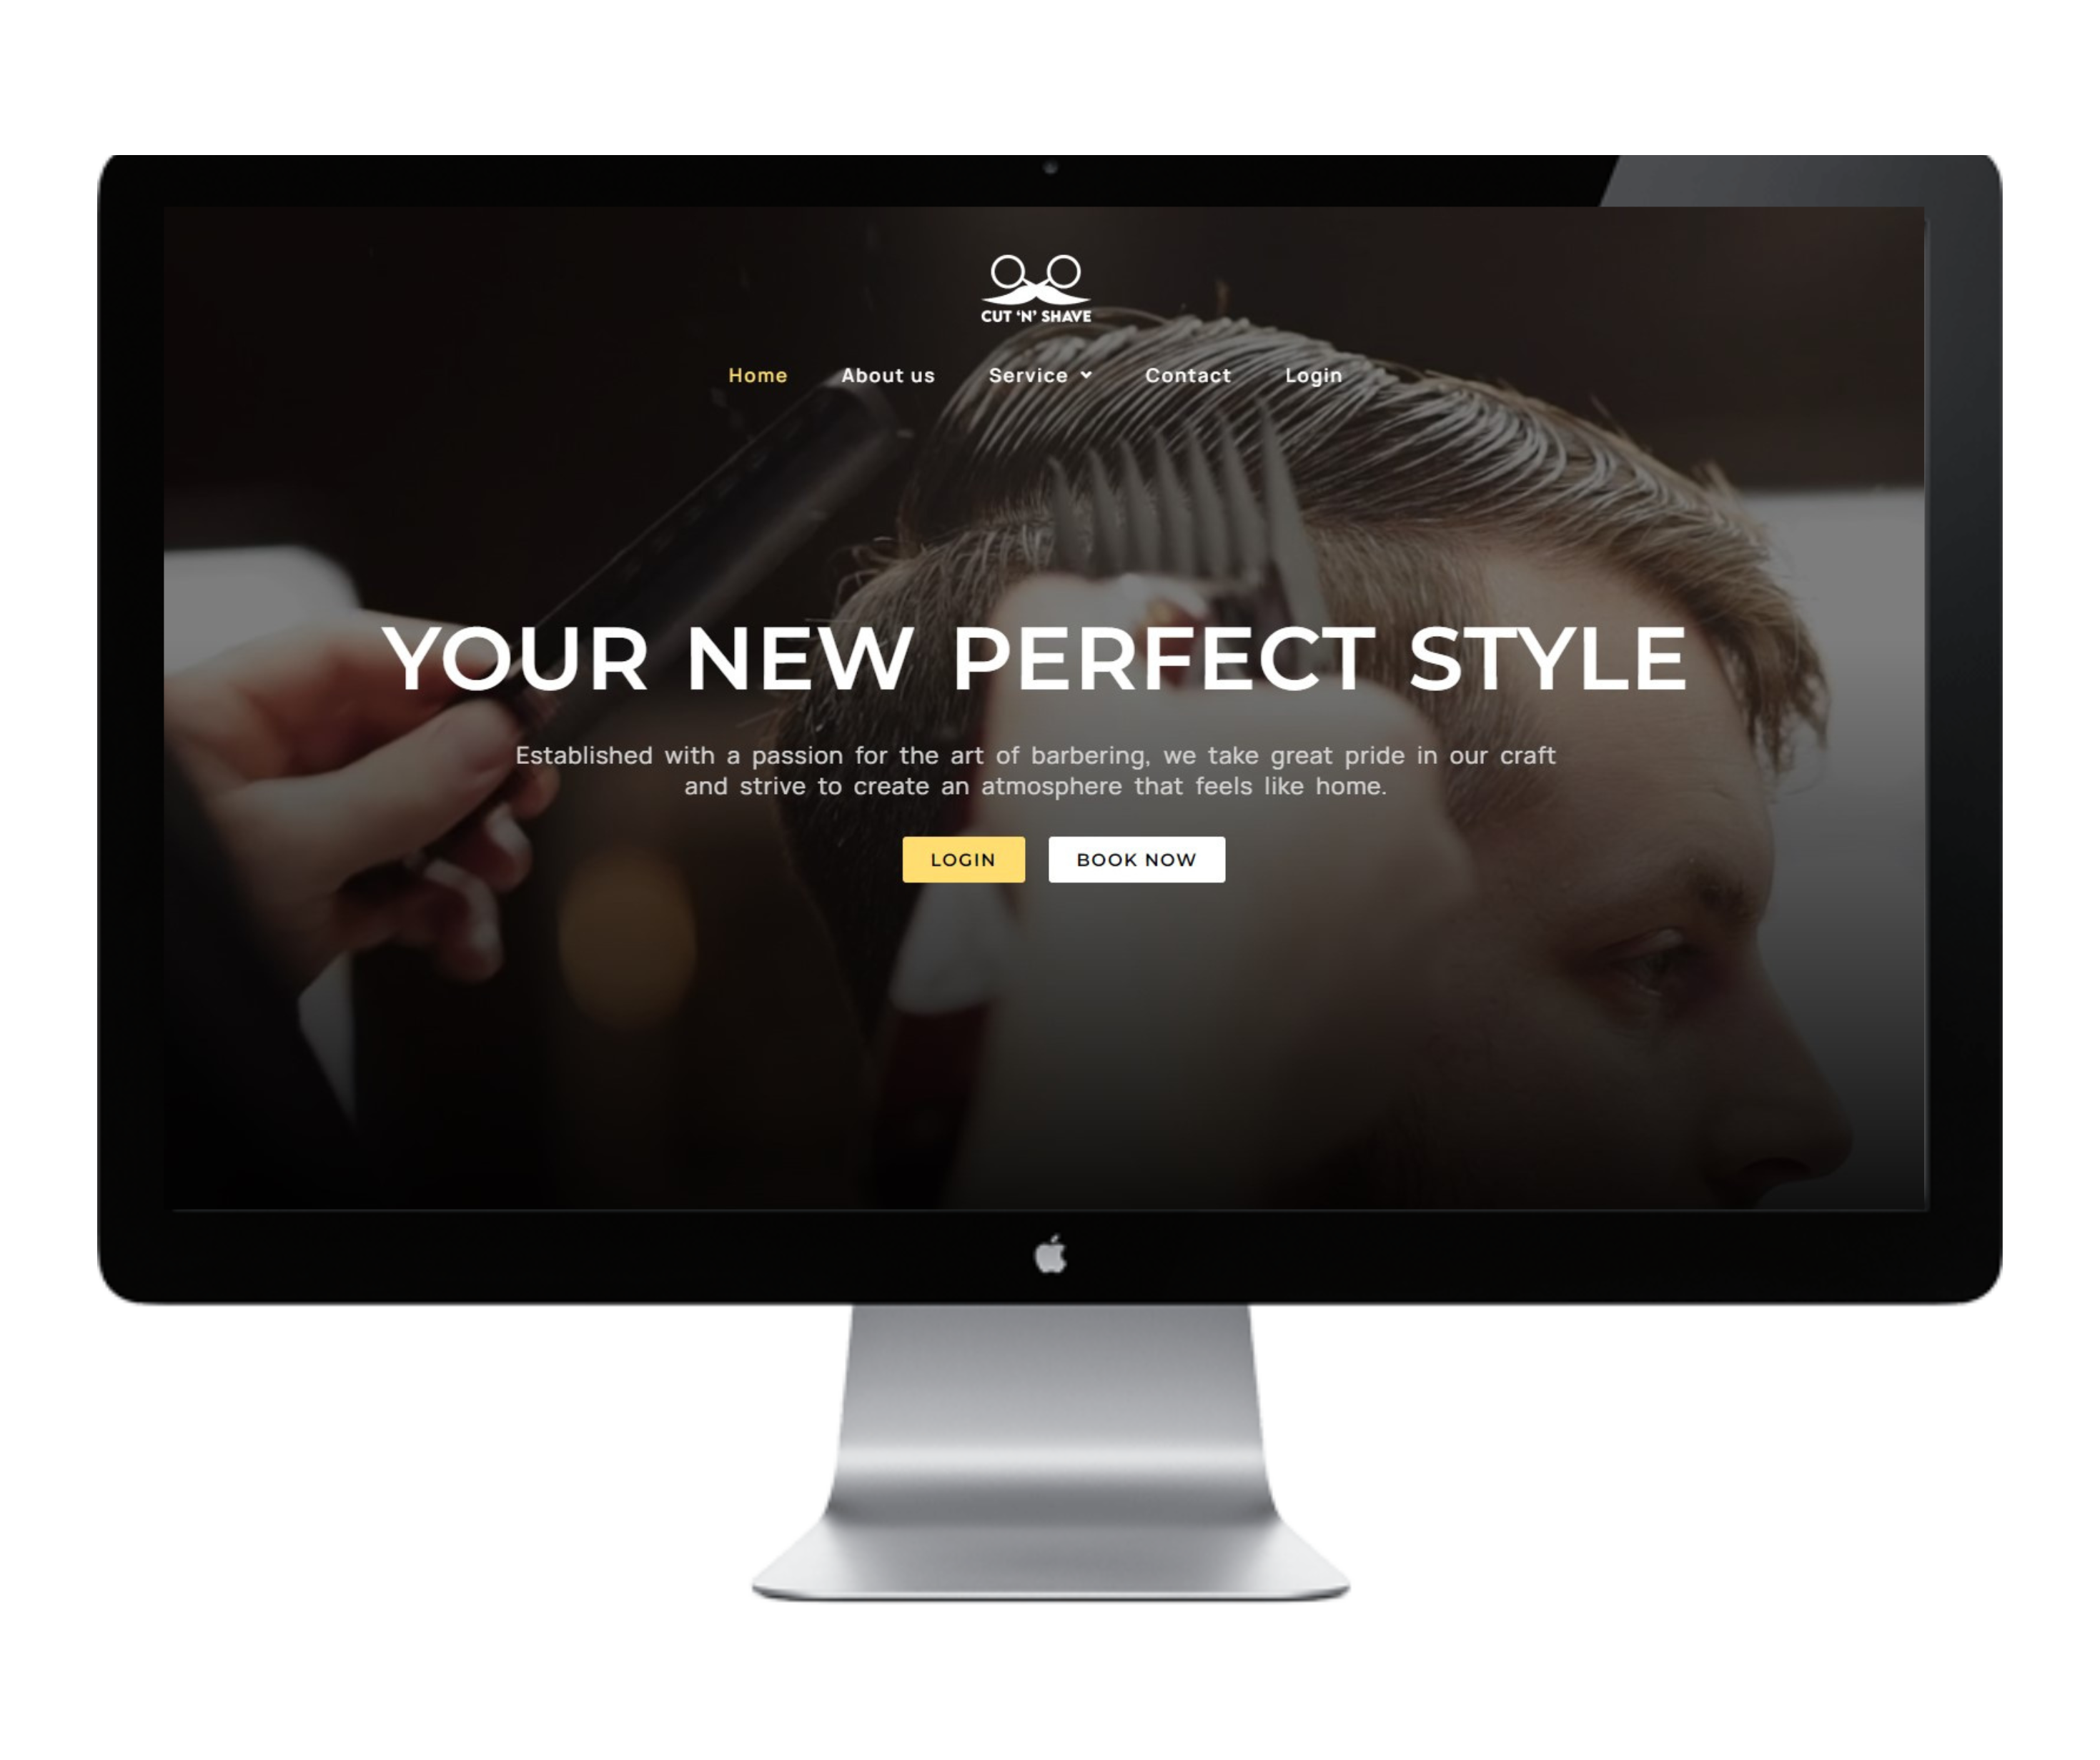 CUT ‘N’ SHAVE
Home About us Service Contact Login
YOUR NEW PERFECT STYLE
Established with a passion for the art of barbering, we take great pride in our craft
and strive to create an atmosphere that feels like home.
LOGIN BOOK NOW